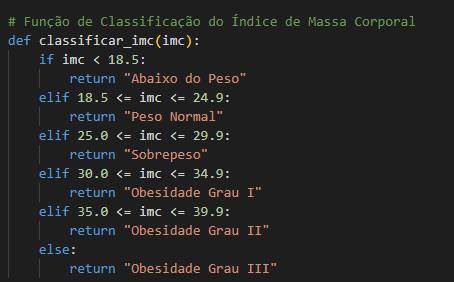 # Função de Classificação do Índice de Massa Corporal
def classificar_imc(imc):
    if imc < 18.5:
        return "Abaixo do Peso"
    elif 18.5 <= imc <= 24.9:
        return "Peso Normal"
    elif 25.0 <= imc <= 29.9:
        return "Sobrepeso"
    elif 30.0 <= imc <= 34.9:
        return "Obesidade Grau I"
    elif 35.0 <= imc <= 39.9:
        return "Obesidade Grau II"
    else:
        return "Obesidade Grau III"